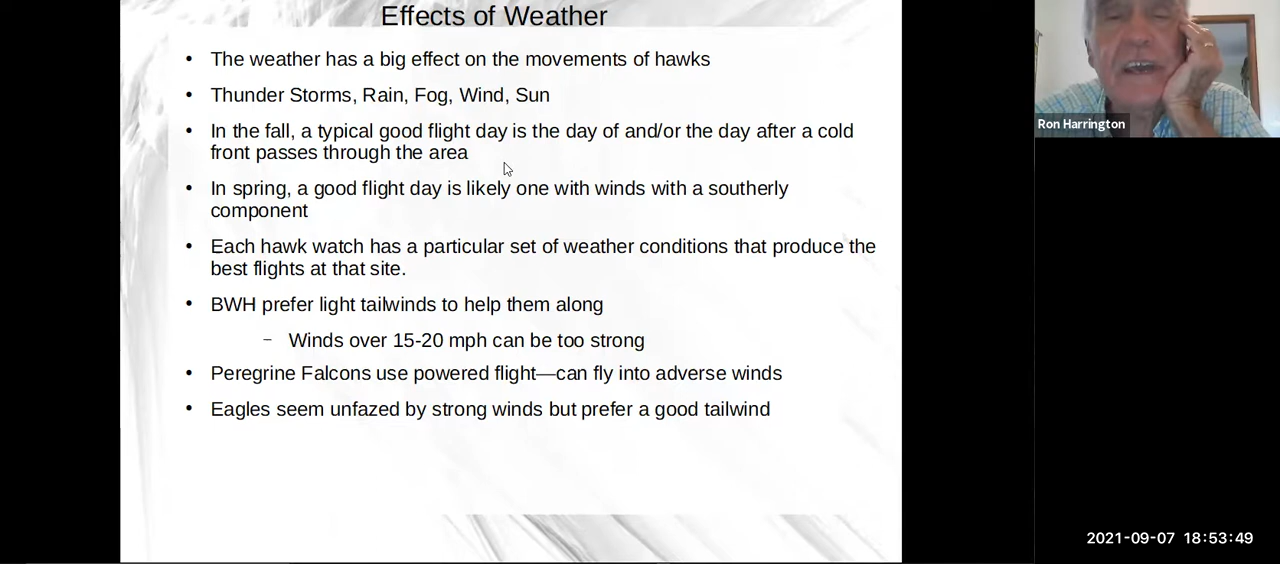 Effects of Weather
• The weather has a big effect on the movements of hawks
• Thunder Storms, Rain, Fog, Wind, Sun
• In the fall, a typical good flight day is the day of and/or the day after a cold
front passes through the area
• In spring, a good flight day is likely one with winds with a southerly
component
• Each hawk watch has a particular set of weather conditions that produce the
best flights at that site.
• BWH prefer light tailwinds to help them along
– Winds over 15-20 mph can be too strong
• Peregrine Falcons use powered flight—can fly into adverse winds
• Eagles seem unfazed by strong winds but prefer a good tailwind
Ron Harrington
2021-09-07 18:53:49